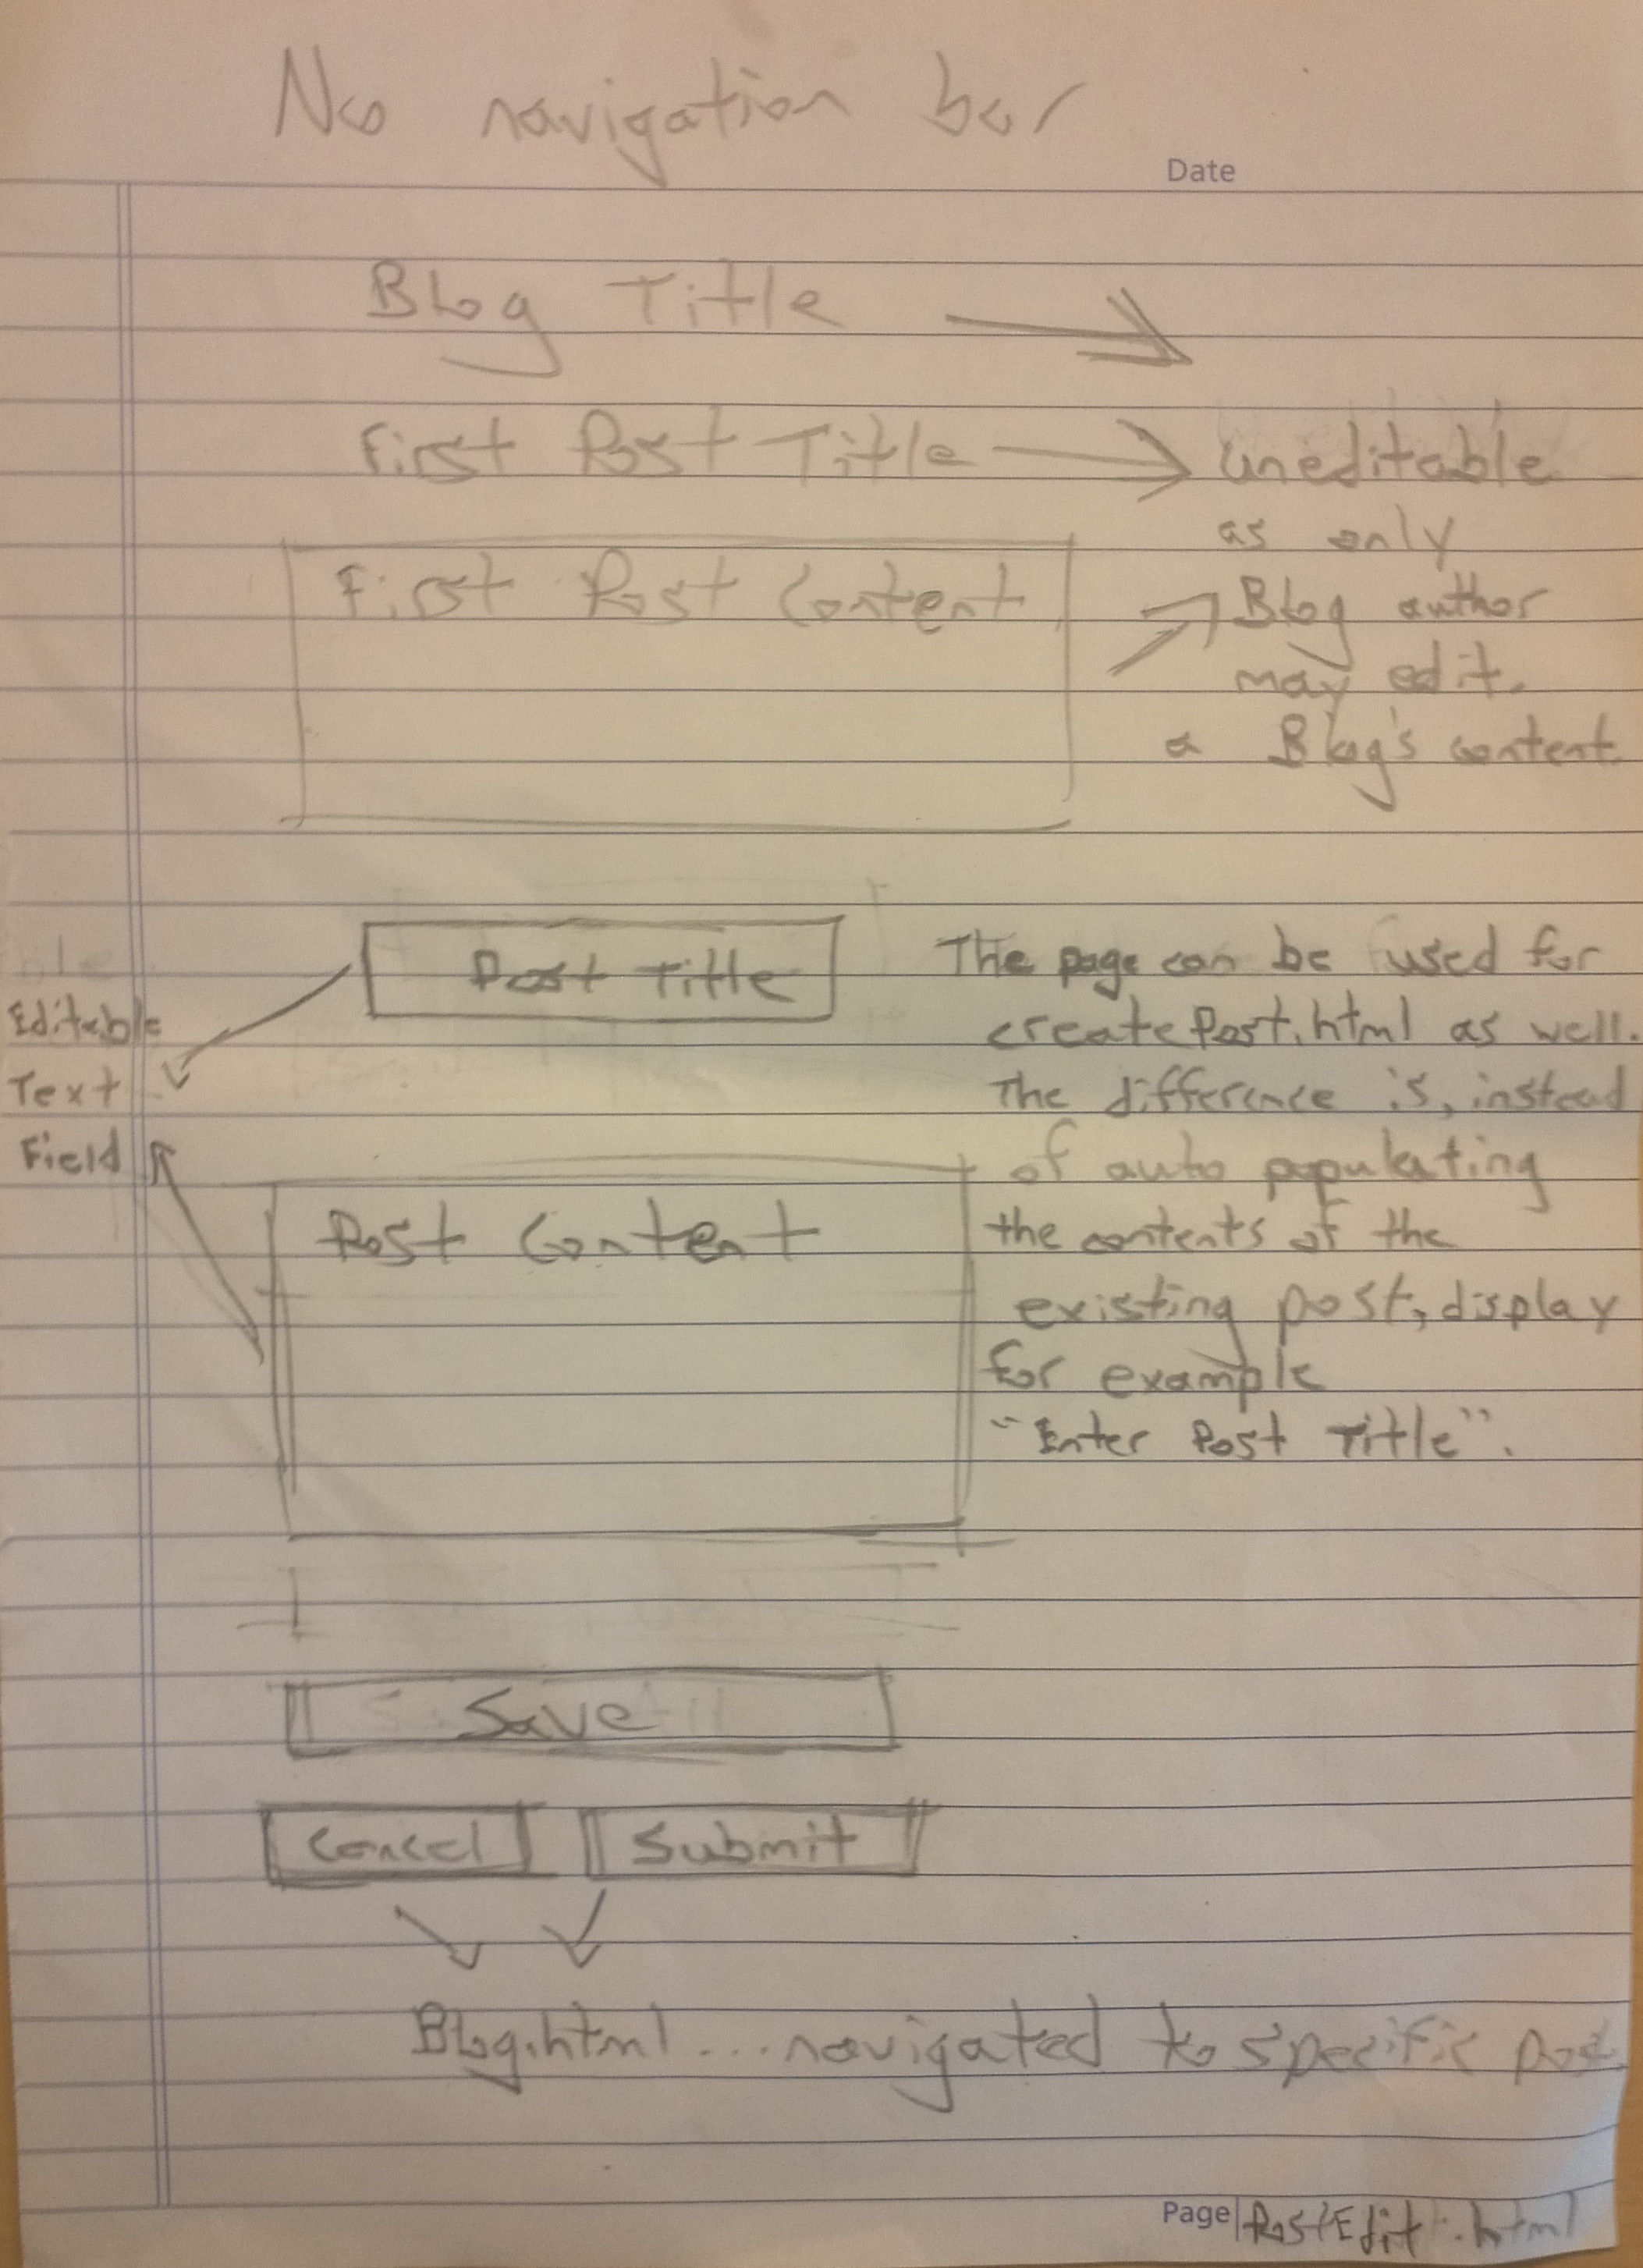 No navigation bar
Date
Blog Title
First Post Title
uneditable
as only
Blog author
may edit.
a Blog's content
First Post Content
Post Title
Editable
Text
Field
The page can be used for
createPost.html as well.
The difference is, instead
of auto populating
the contents of the
existing post, display
for example
"Enter Post Title".
Post Content
Save
Cancel
Submit
Blog.html ... navigated to specific post
Page PostEdit.html